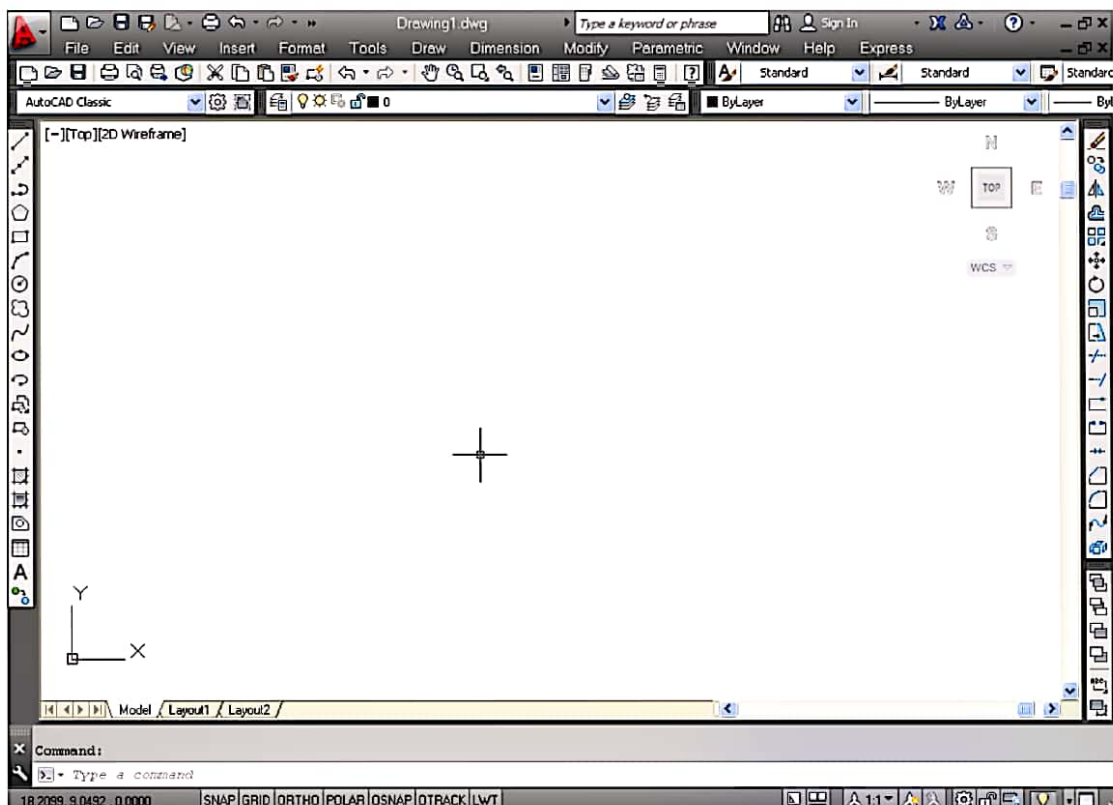 Drawing1.dwg Type a keyword or phrase Sign In
File Edit View Insert Format Tools Draw Dimension Modify Parametric Window Help Express
Standard Standard Standard
AutoCAD Classic 0 ByLayer ByLayer Byl
[-][Top][2D Wireframe]
N
W TOP E
S
WCS
A
Y
X
Model Layout1 Layout2
Command:
Type a command
18.2099, 9.0492, 0.0000 SNAP GRID ORTHO POLAR OSNAP OTRACK LWT 1:1